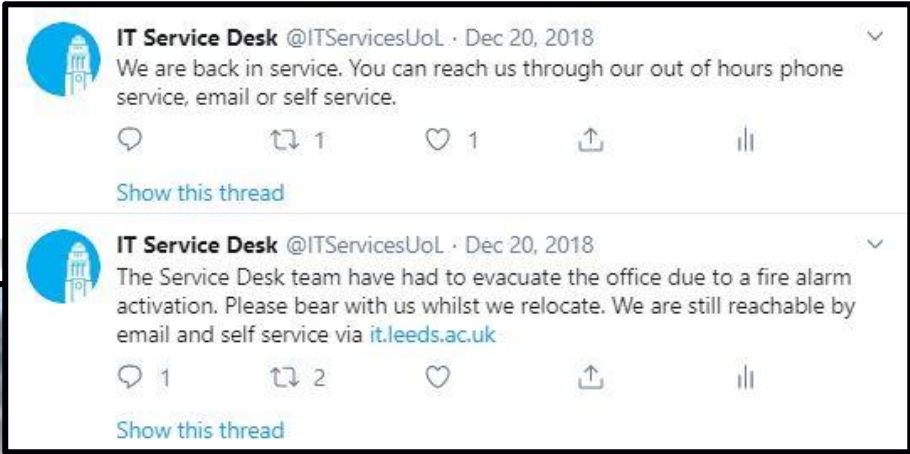 IT Service Desk @ITServicesUoL · Dec 20, 2018
We are back in service. You can reach us through our out of hours phone
service, email or self service.
1 1
Show this thread
IT Service Desk @ITServicesUoL · Dec 20, 2018
The Service Desk team have had to evacuate the office due to a fire alarm
activation. Please bear with us whilst we relocate. We are still reachable by
email and self service via it.leeds.ac.uk
1 2
Show this thread